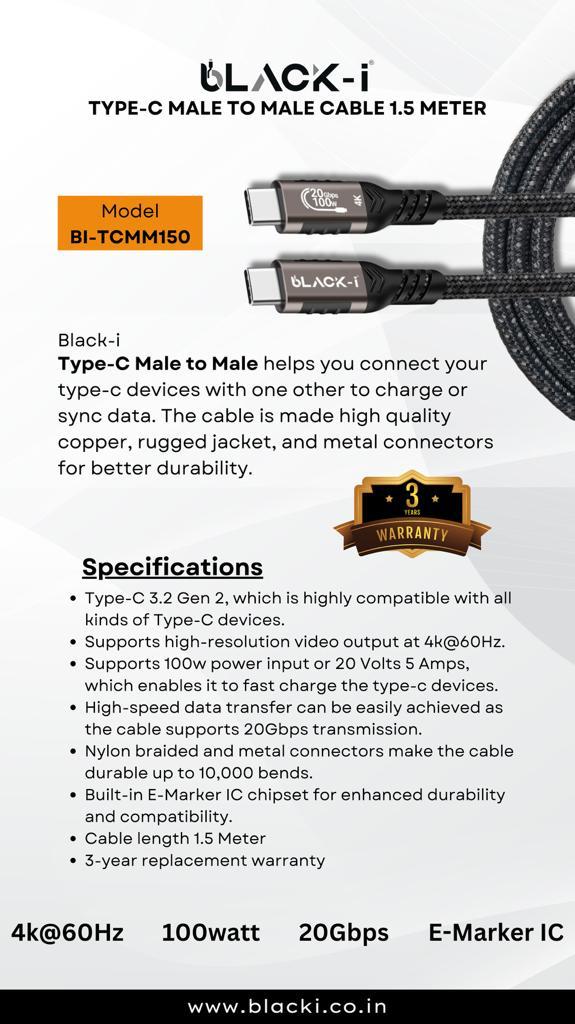 BLACK-i
TYPE-C MALE TO MALE CABLE 1.5 METER
20Gbps
100w
4K
Model
BI-TCMM150
BLACK-i
Black-i
Type-C Male to Male helps you connect your
type-c devices with one other to charge or
sync data. The cable is made high quality
copper, rugged jacket, and metal connectors
for better durability.
3
YEARS
WARRANTY
Specifications
• Type-C 3.2 Gen 2, which is highly compatible with all
kinds of Type-C devices.
• Supports high-resolution video output at 4k@60Hz.
• Supports 100w power input or 20 Volts 5 Amps,
which enables it to fast charge the type-c devices.
• High-speed data transfer can be easily achieved as
the cable supports 20Gbps transmission.
• Nylon braided and metal connectors make the cable
durable up to 10,000 bends.
• Built-in E-Marker IC chipset for enhanced durability
and compatibility.
• Cable length 1.5 Meter
• 3-year replacement warranty
4k@60Hz 100watt 20Gbps E-Marker IC
www.blacki.co.in